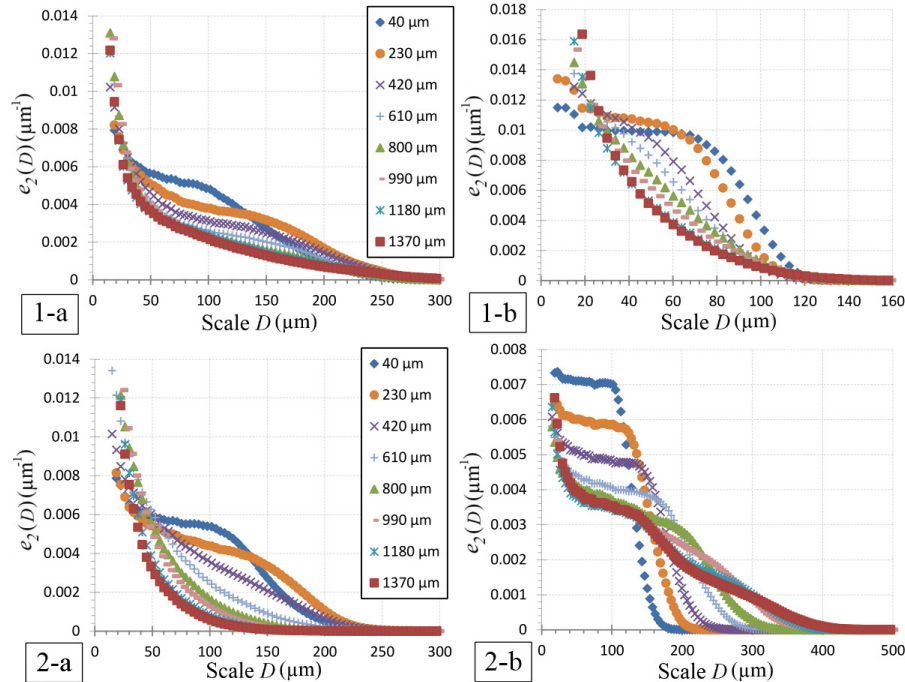 0.014
0.012
0.01
0.008
0.006
0.004
0.002
0
e₂(D) (µm⁻¹)
0 50 100 150 200 250 300
Scale D (µm)
1-a
40 µm
230 µm
420 µm
610 µm
800 µm
990 µm
1180 µm
1370 µm
0.018
0.016
0.014
0.012
0.01
0.008
0.006
0.004
0.002
0
e₂(D) (µm⁻¹)
0 20 40 60 80 100 120 140 160
Scale D (µm)
1-b
0.014
0.012
0.01
0.008
0.006
0.004
0.002
0
e₂(D) (µm⁻¹)
0 50 100 150 200 250 300
Scale D (µm)
2-a
40 µm
230 µm
420 µm
610 µm
800 µm
990 µm
1180 µm
1370 µm
0.008
0.007
0.006
0.005
0.004
0.003
0.002
0.001
0
e₂(D) (µm⁻¹)
0 100 200 300 400 500
Scale D (µm)
2-b